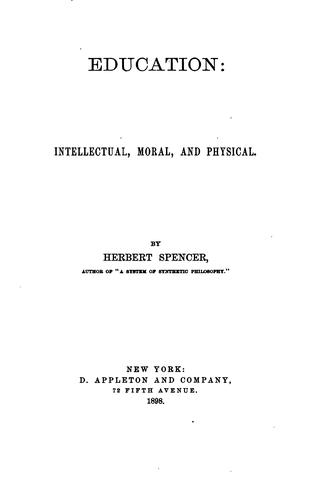 EDUCATION:
INTELLECTUAL, MORAL, AND PHYSICAL.
BY
HERBERT SPENCER,
AUTHOR OF "A SYSTEM OF SYNTHETIC PHILOSOPHY."
NEW YORK:
D. APPLETON AND COMPANY,
72 FIFTH AVENUE.
1898.